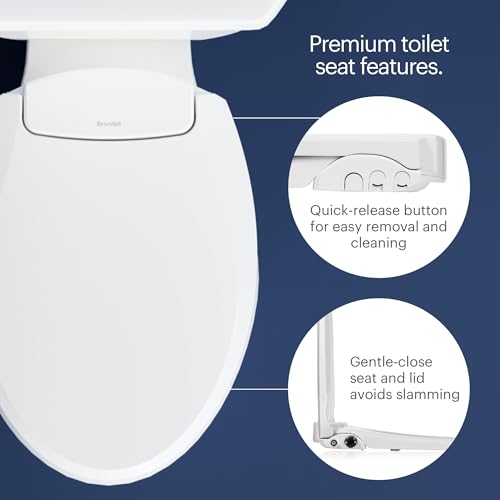 Premium toilet
seat features.
Brondell
Quick-release button
for easy removal and
cleaning
Gentle-close
seat and lid
avoids slamming